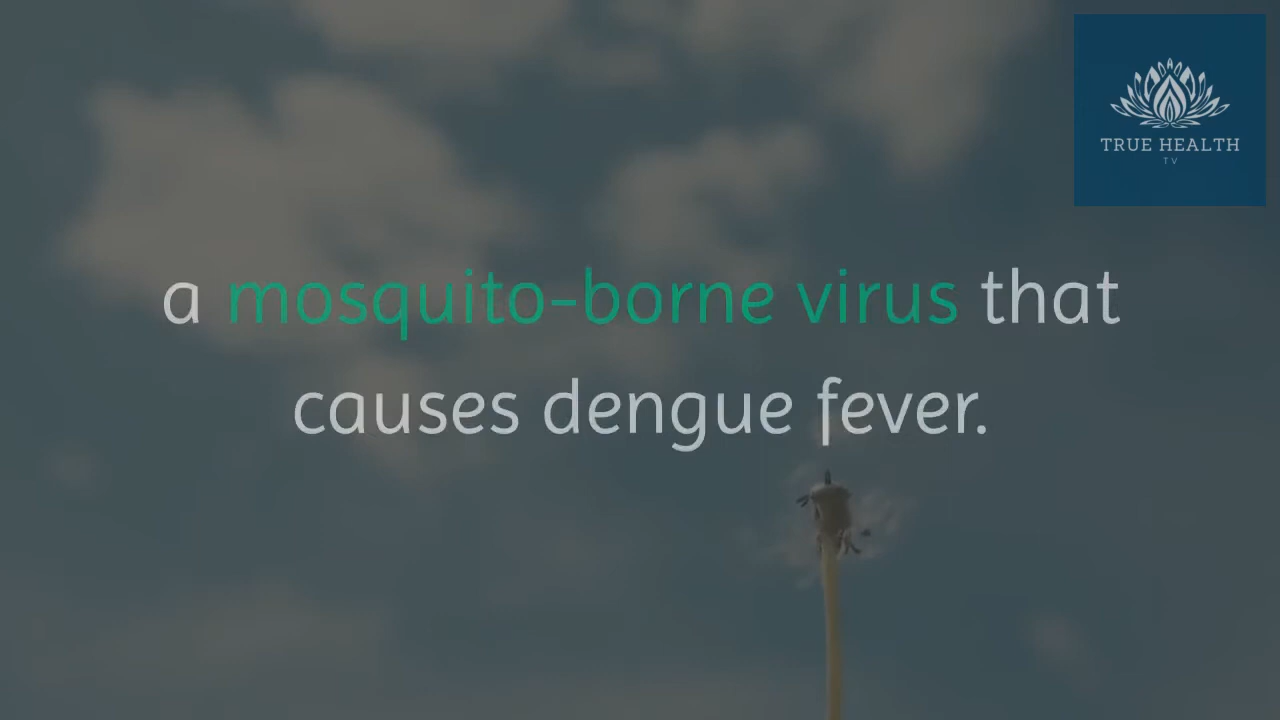 TRUE HEALTH
TV
a mosquito-borne virus that
causes dengue fever.